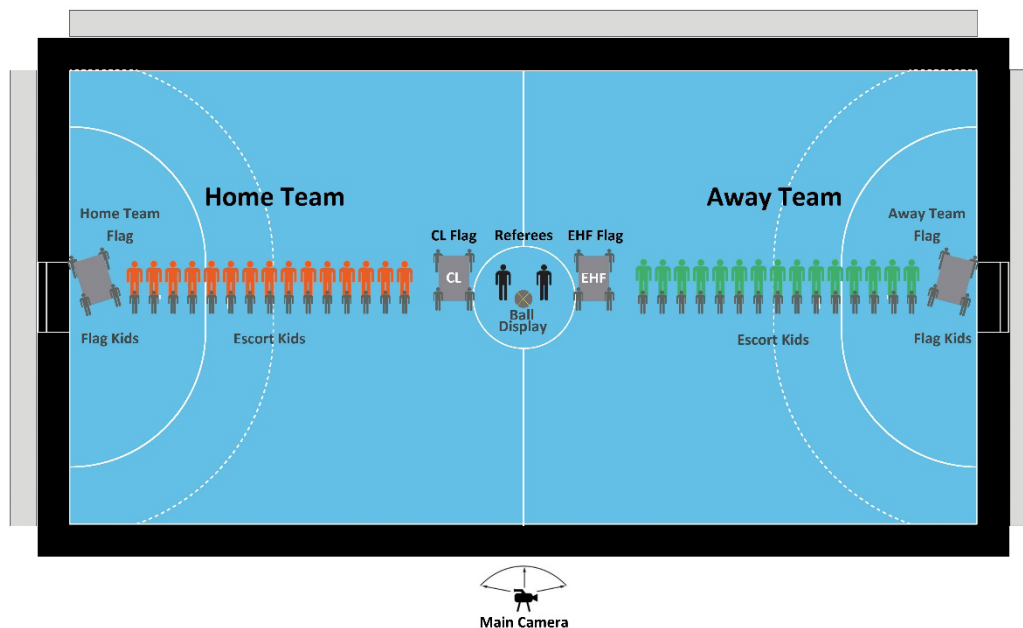 Home Team
Away Team
Home Team
Flag
Away Team
Flag
CL Flag
Referees
EHF Flag
CL
EHF
Ball
Display
Flag Kids
Escort Kids
Escort Kids
Flag Kids
Main Camera